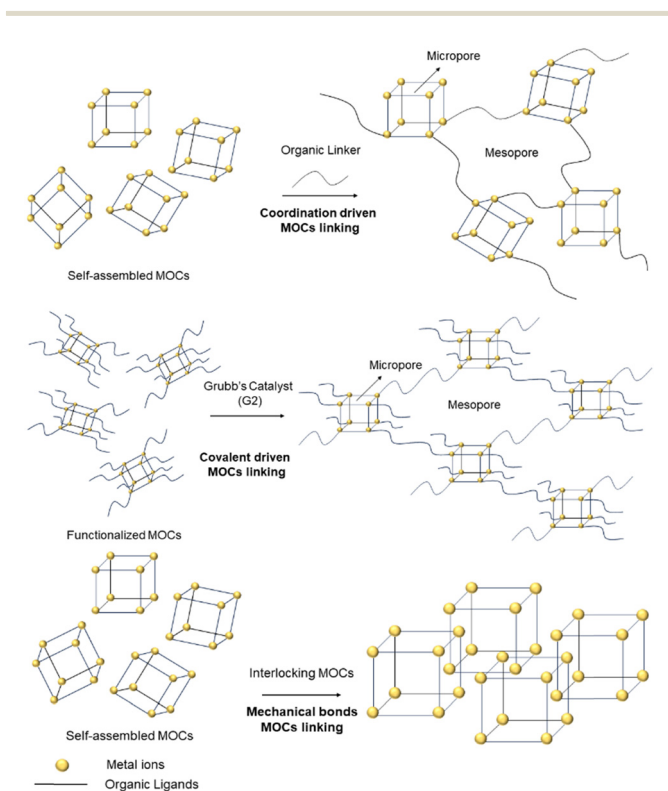 Micropore
Organic Linker
Mesopore
Coordination driven
MOCs linking
Self-assembled MOCs
Micropore
Grubb's Catalyst
(G2)
Mesopore
Covalent driven
MOCs linking
Functionalized MOCs
Interlocking MOCs
Mechanical bonds
MOCs linking
Self-assembled MOCs
Metal ions
Organic Ligands